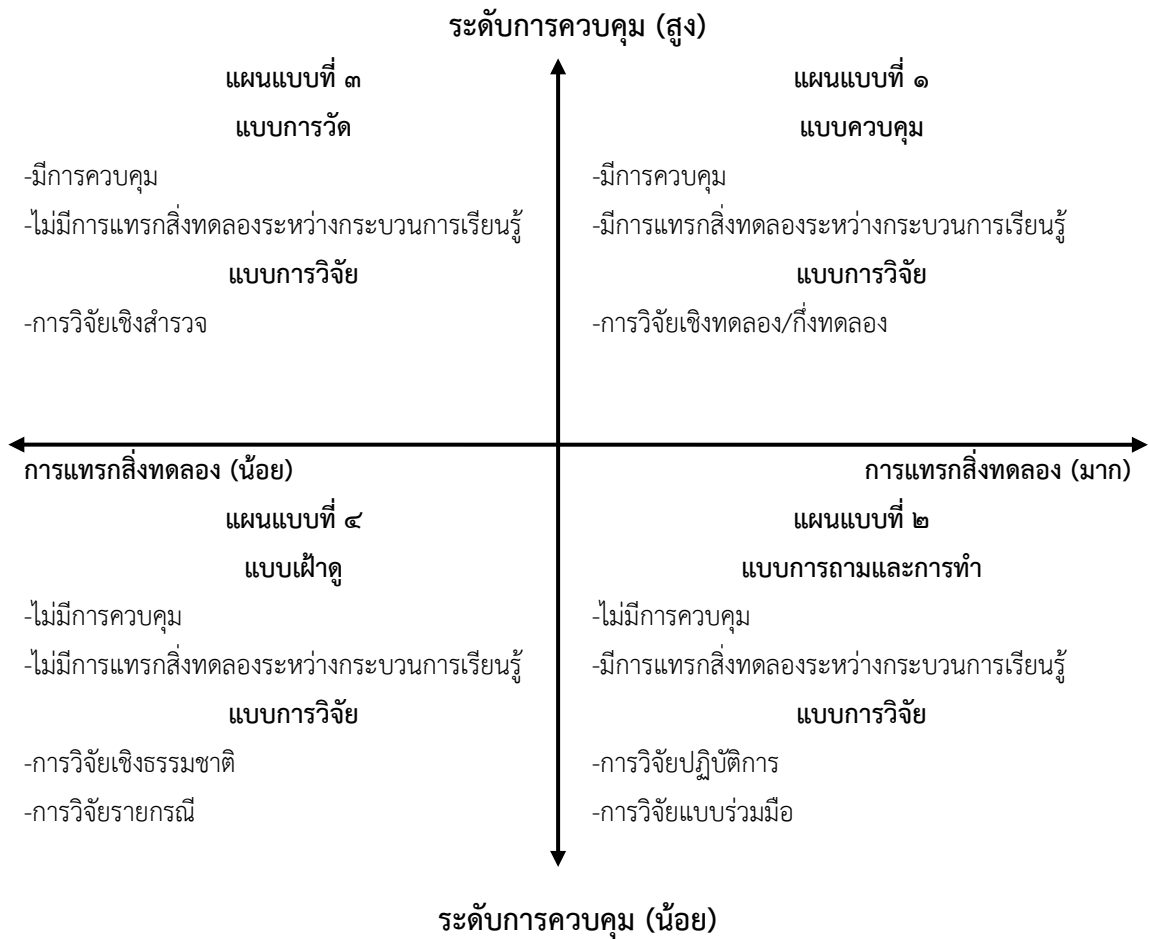 ระดับการควบคุม (สูง)
แผนแบบที่ ๓
แบบการวัด
-มีการควบคุม
-ไม่มีการแทรกสิ่งทดลองระหว่างกระบวนการเรียนรู้
แบบการวิจัย
-การวิจัยเชิงสำรวจ
แผนแบบที่ ๑
แบบควบคุม
-มีการควบคุม
-มีการแทรกสิ่งทดลองระหว่างกระบวนการเรียนรู้
แบบการวิจัย
-การวิจัยเชิงทดลอง/กึ่งทดลอง
การแทรกสิ่งทดลอง (น้อย)
การแทรกสิ่งทดลอง (มาก)
แผนแบบที่ ๔
แบบเฝ้าดู
-ไม่มีการควบคุม
-ไม่มีการแทรกสิ่งทดลองระหว่างกระบวนการเรียนรู้
แบบการวิจัย
-การวิจัยเชิงธรรมชาติ
-การวิจัยรายกรณี
แผนแบบที่ ๒
แบบการถามและการทำ
-ไม่มีการควบคุม
-มีการแทรกสิ่งทดลองระหว่างกระบวนการเรียนรู้
แบบการวิจัย
-การวิจัยปฏิบัติการ
-การวิจัยแบบร่วมมือ
ระดับการควบคุม (น้อย)